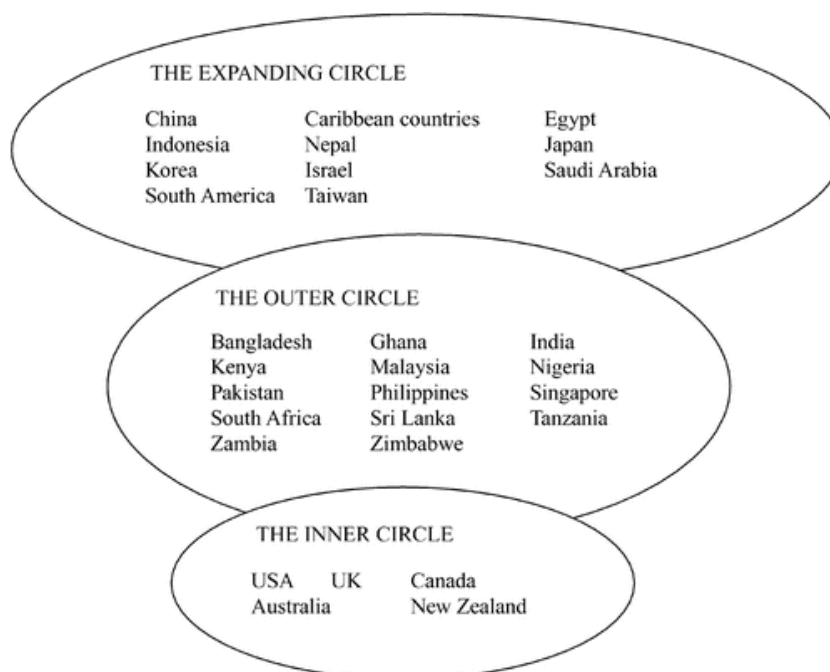 THE EXPANDING CIRCLE
China Caribbean countries Egypt
Indonesia Nepal Japan
Korea Israel Saudi Arabia
South America Taiwan
THE OUTER CIRCLE
Bangladesh Ghana India
Kenya Malaysia Nigeria
Pakistan Philippines Singapore
South Africa Sri Lanka Tanzania
Zambia Zimbabwe
THE INNER CIRCLE
USA UK Canada
Australia New Zealand